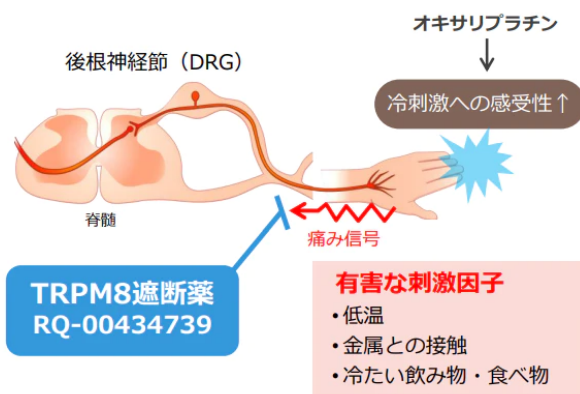 オキサリプラチン
後根神経節（DRG）
冷刺激への感受性↑
脊髄
痛み信号
TRPM8遮断薬
RQ-00434739
有害な刺激因子
・低温
・金属との接触
・冷たい飲み物・食べ物